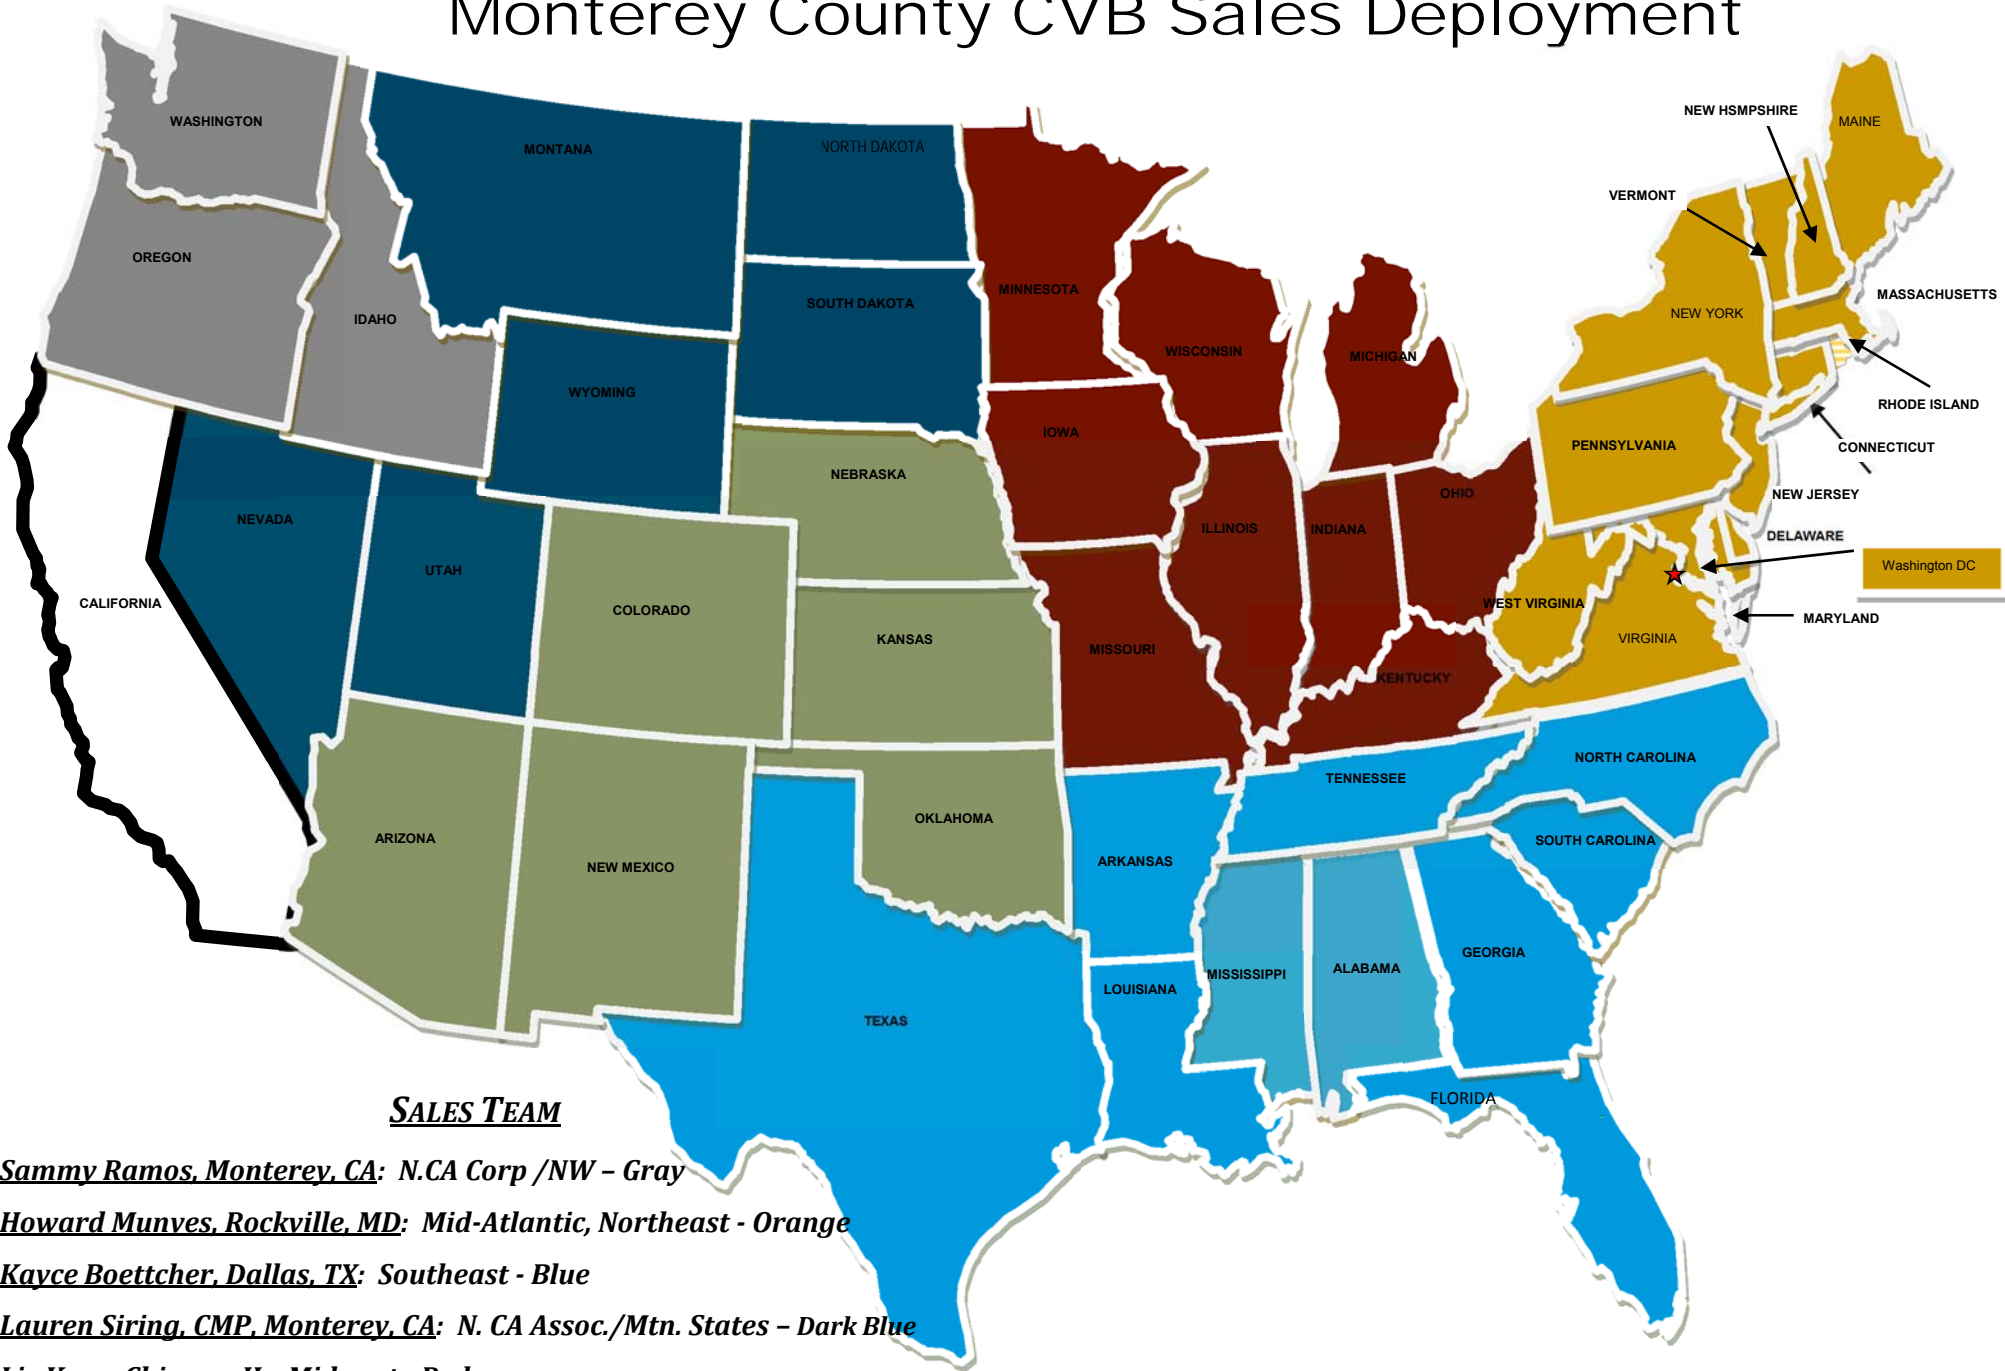 Monterey County CVB Sales Deployment
NEW HSMPSHIRE
MAINE
WASHINGTON
MONTANA
NORTH DAKOTA
VERMONT
OREGON
MINNESOTA
SOUTH DAKOTA
MASSACHUSETTS
IDAHO
NEW YORK
WISCONSIN
MICHIGAN
WYOMING
RHODE ISLAND
IOWA
PENNSYLVANIA
CONNECTICUT
NEBRASKA
OHIO
NEW JERSEY
NEVADA
ILLINOIS
INDIANA
DELAWARE
UTAH
Washington DC
CALIFORNIA
COLORADO
WEST VIRGINIA
MARYLAND
KANSAS
VIRGINIA
MISSOURI
KENTUCKY
NORTH CAROLINA
TENNESSEE
OKLAHOMA
ARIZONA
SOUTH CAROLINA
NEW MEXICO
ARKANSAS
GEORGIA
MISSISSIPPI
ALABAMA
LOUISIANA
TEXAS
FLORIDA
SALES TEAM
Sammy Ramos, Monterey, CA: N.CA Corp /NW – Gray
Howard Munves, Rockville, MD: Mid-Atlantic, Northeast - Orange
Kayce Boettcher, Dallas, TX: Southeast - Blue
Lauren Siring, CMP, Monterey, CA: N. CA Assoc./Mtn. States – Dark Blue